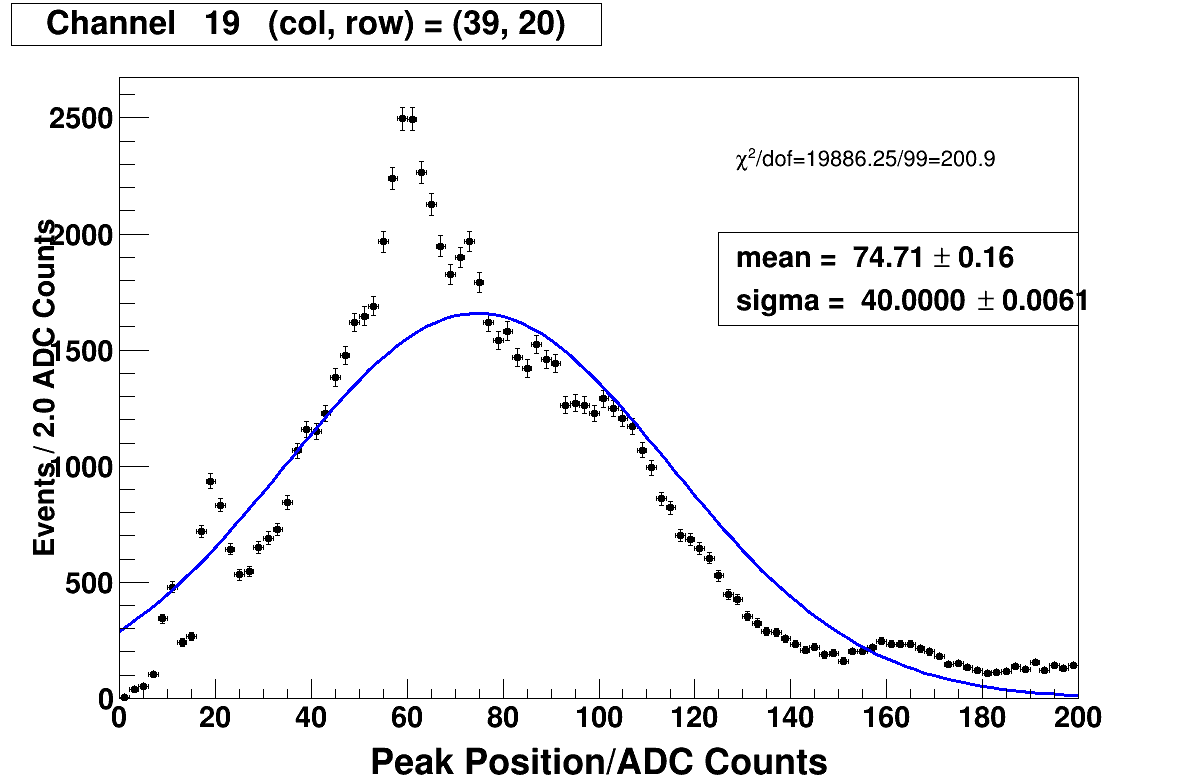 Channel 19 (col, row) = (39, 20)
χ²/dof=19886.25/99=200.9
mean = 74.71 ± 0.16
sigma = 40.0000 ± 0.0061
Events / 2.0 ADC Counts
2500
2000
1500
1000
500
0
0 20 40 60 80 100 120 140 160 180 200
Peak Position/ADC Counts